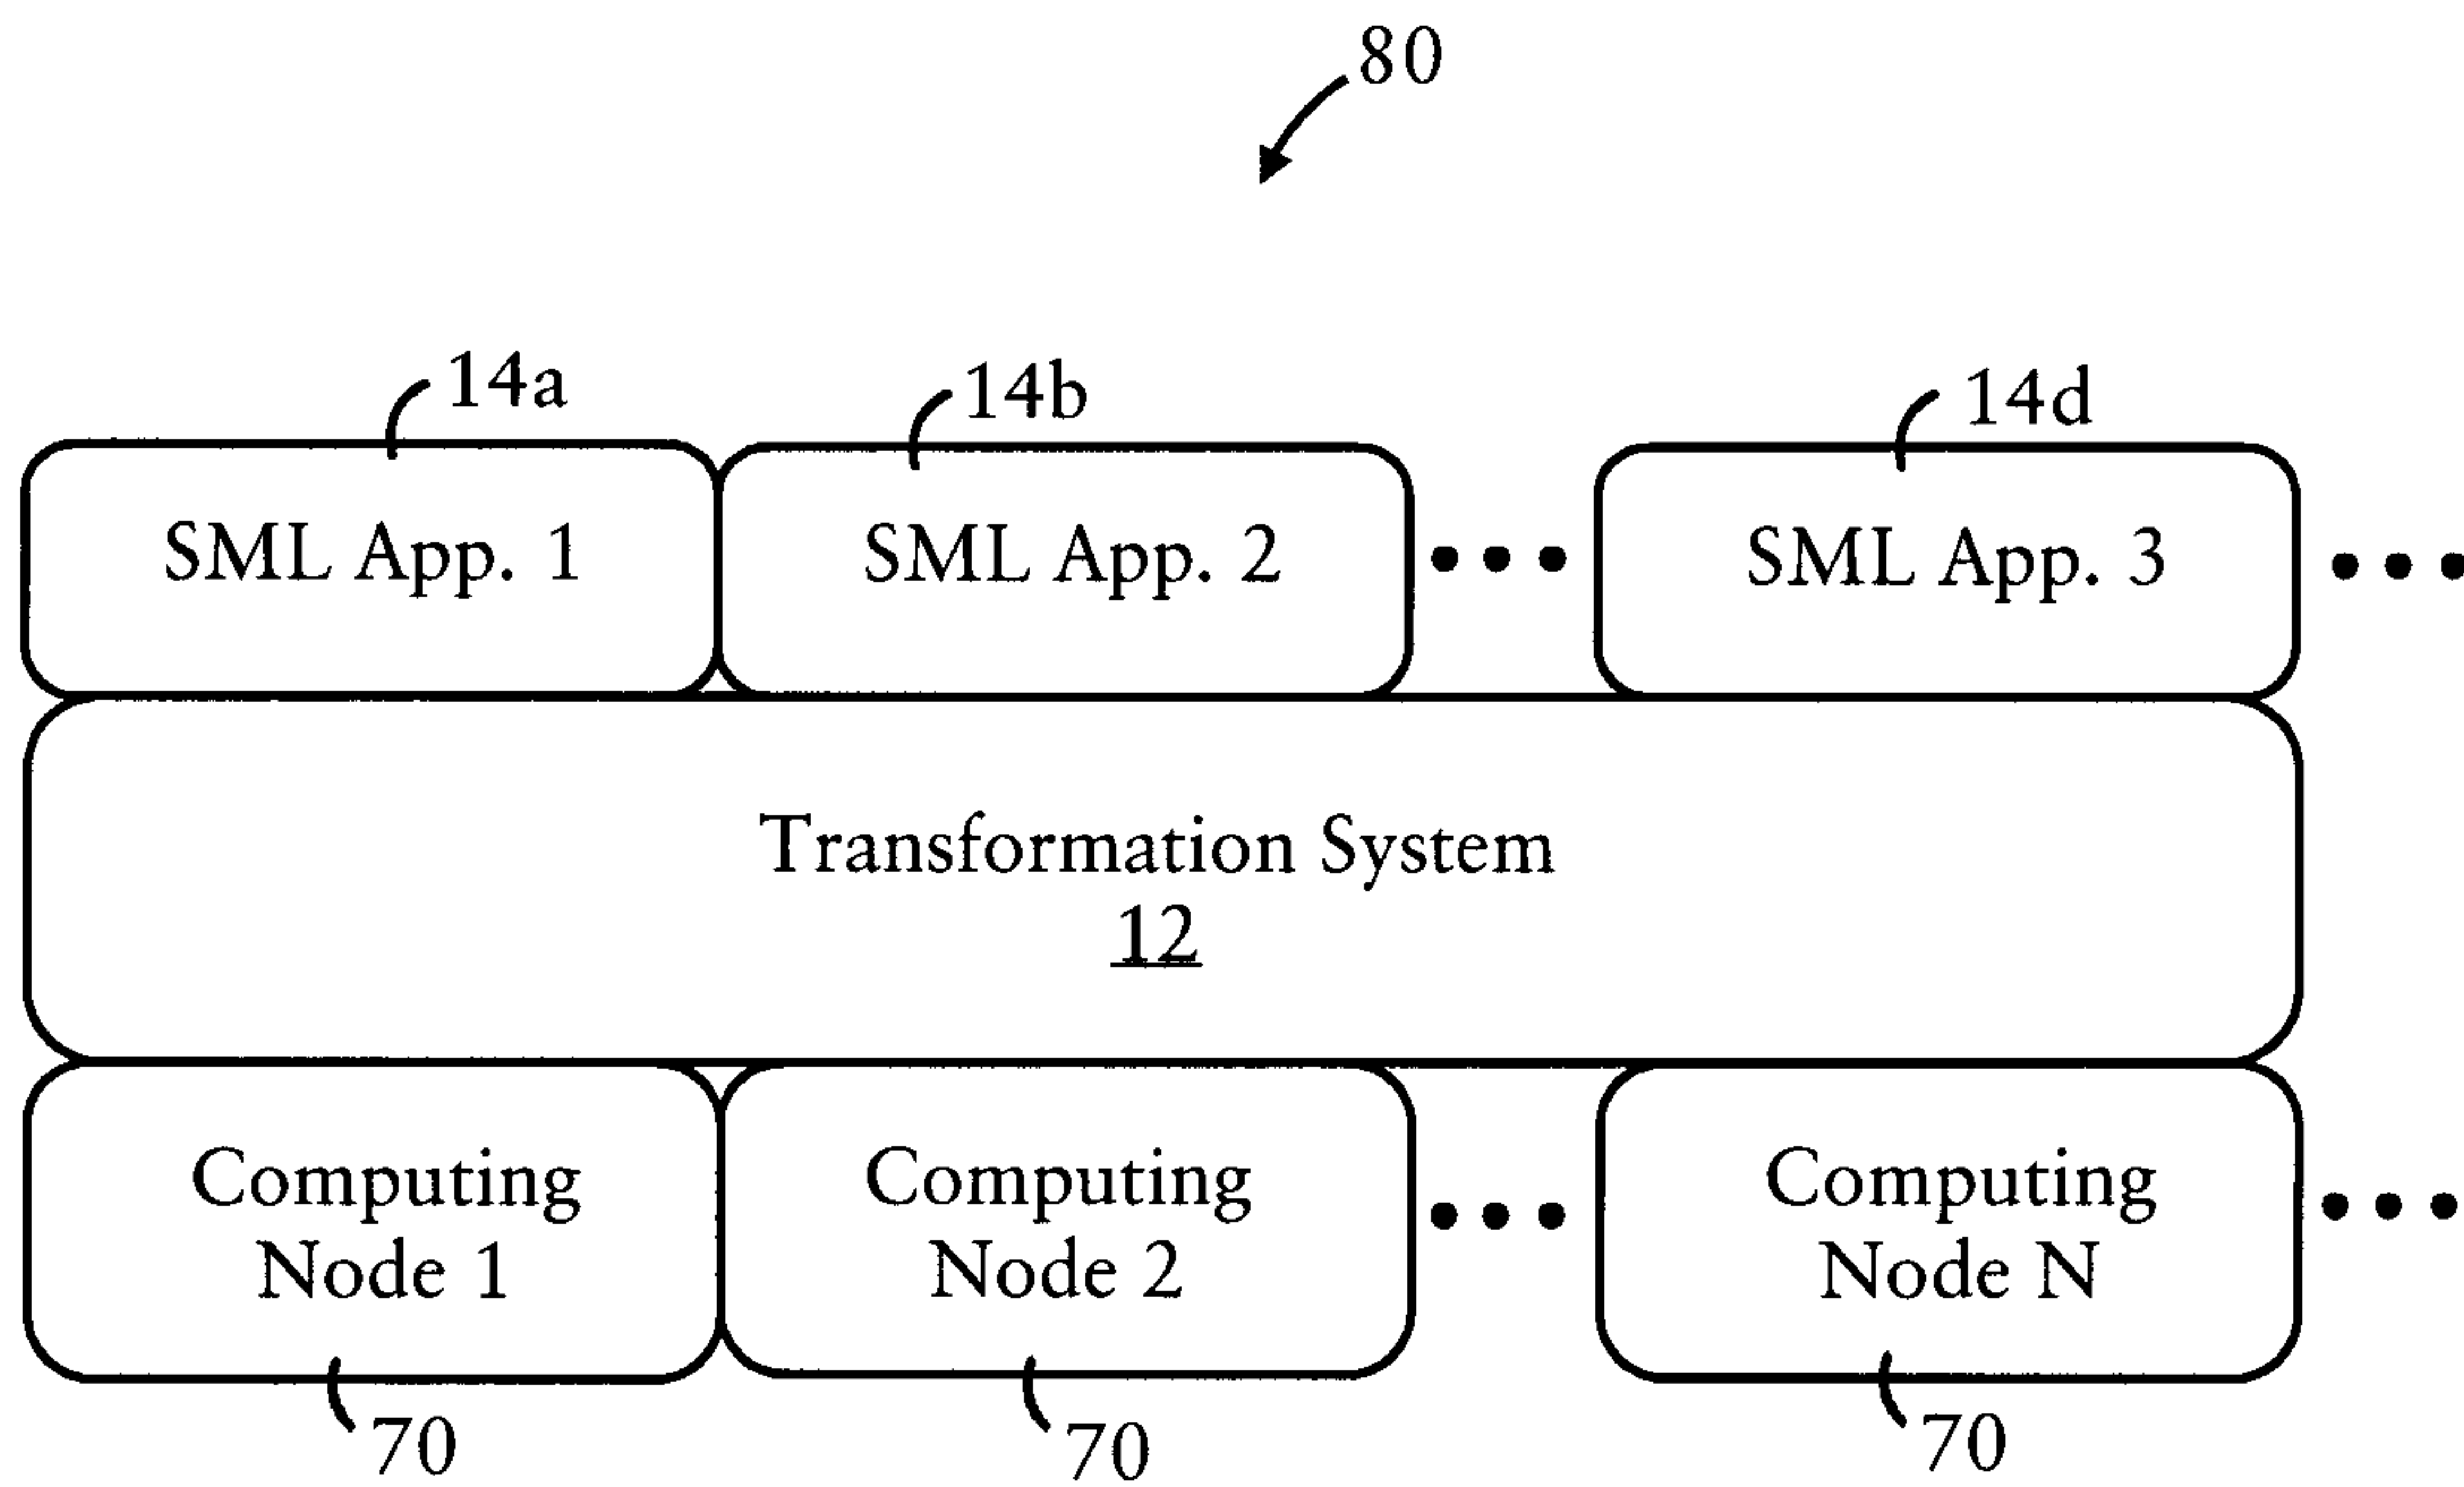 80
14a
14b
14d
SML App. 1
SML App. 2
SML App. 3
Transformation System
12
Computing
Node 1
Computing
Node 2
Computing
Node N
70
70
70